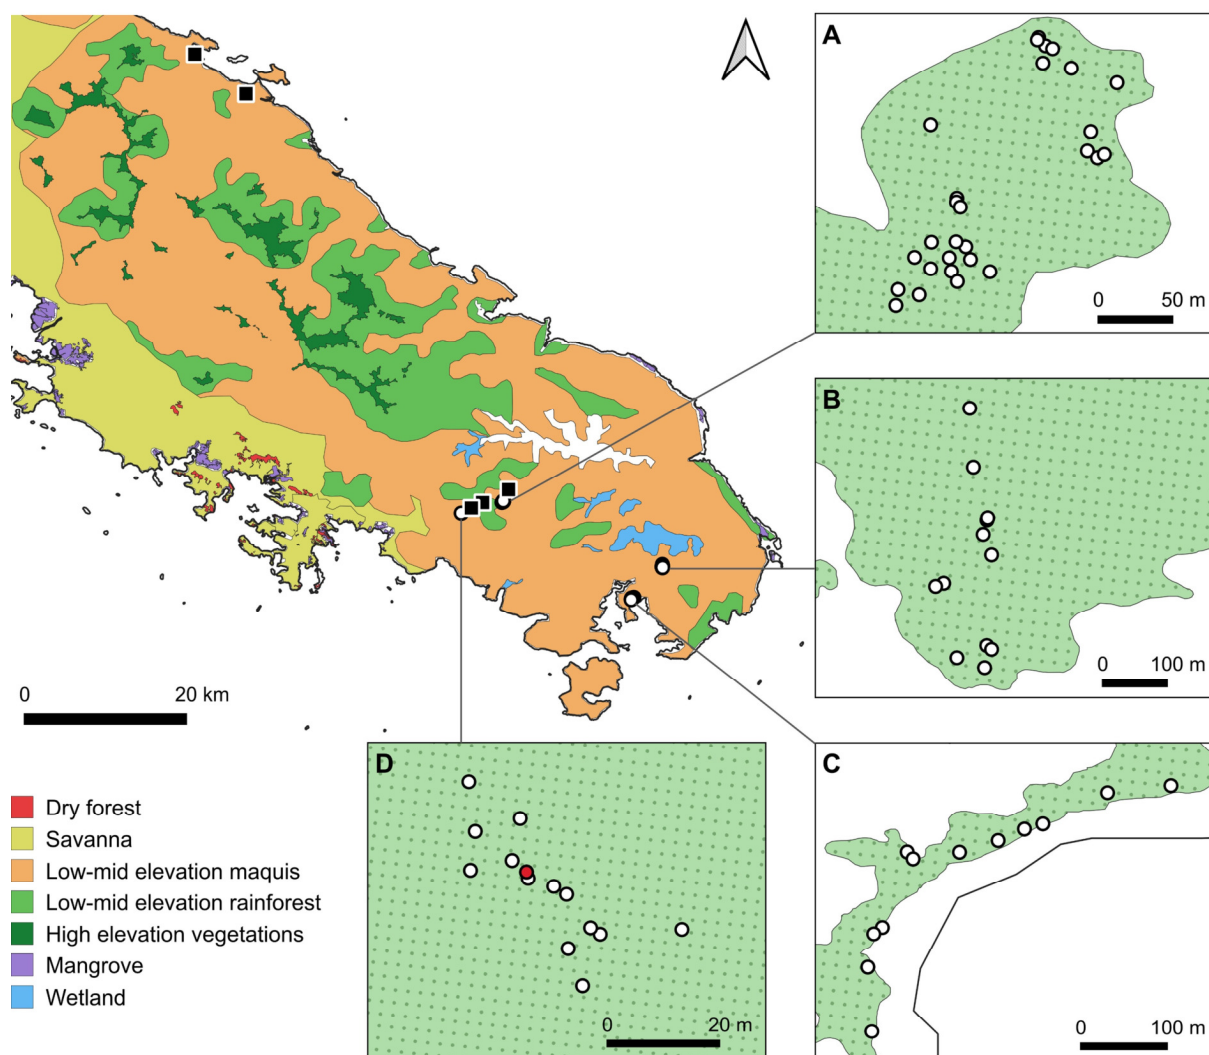 A
0 50 m
B
0 100 m
0 20 km
D
0 20 m
C
0 100 m
Dry forest
Savanna
Low-mid elevation maquis
Low-mid elevation rainforest
High elevation vegetations
Mangrove
Wetland